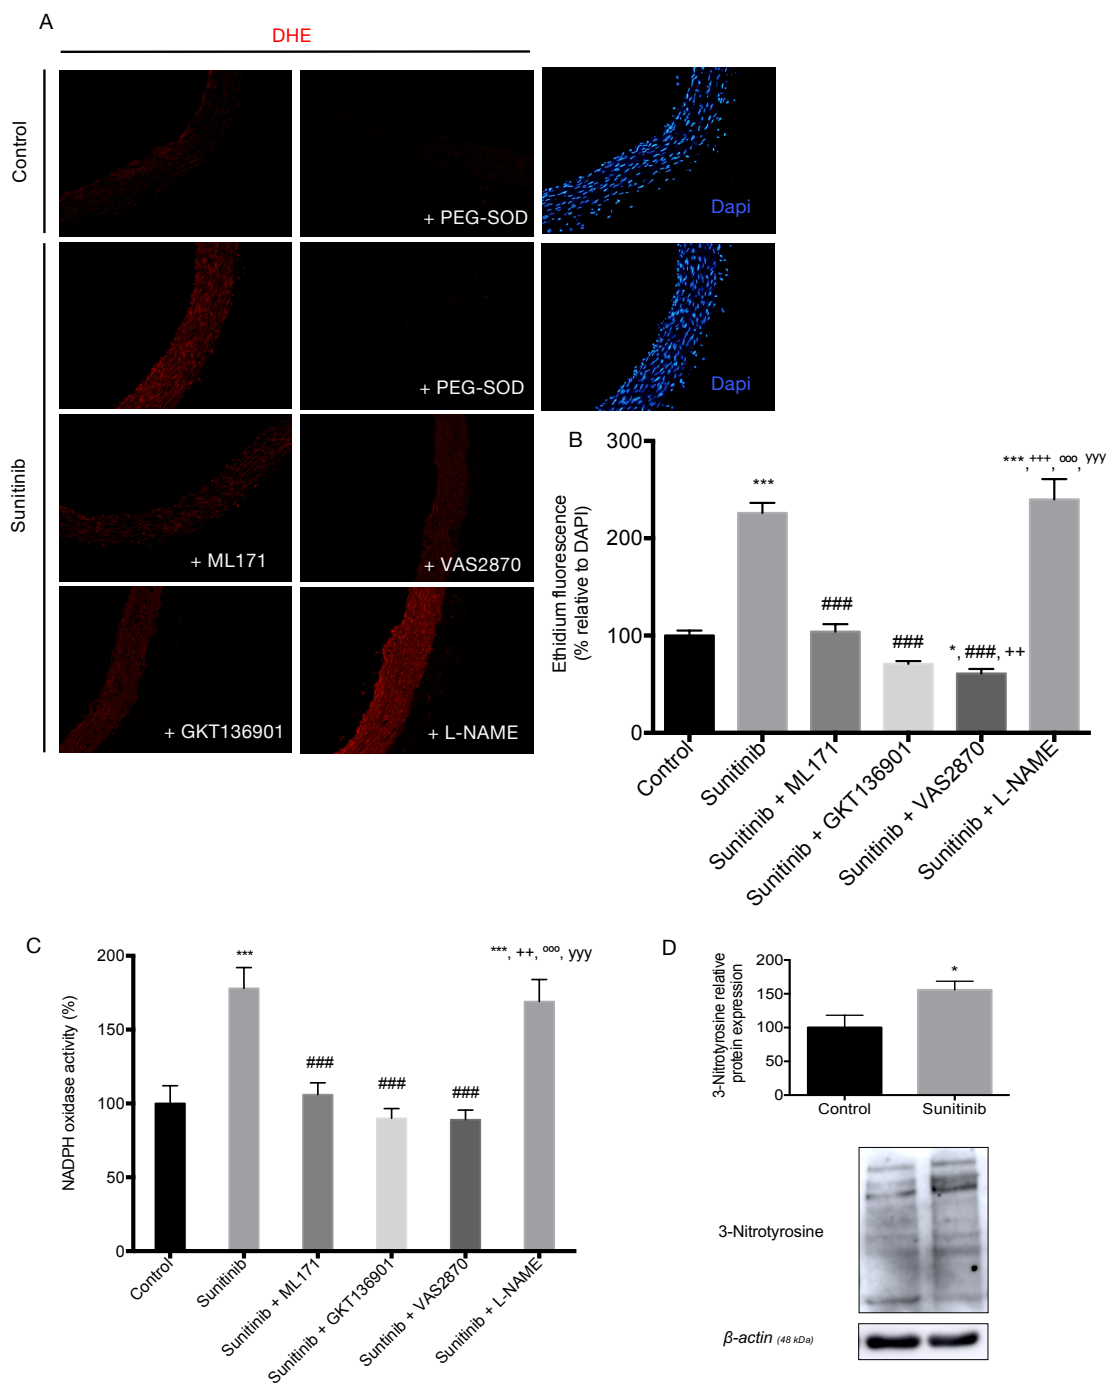 A
DHE
Control
+ PEG-SOD
Dapi
Sunitinib
+ PEG-SOD
Dapi
+ ML171
+ VAS2870
+ GKT136901
+ L-NAME
B
Ethidium fluorescence
(% relative to DAPI)
300
200
100
0
***
###
###
*, ###, ++
***, +++, ooo, yyy
Control
Sunitinib
Sunitinib + ML171
Sunitinib + GKT136901
Sunitinib + VAS2870
Sunitinib + L-NAME
C
NADPH oxidase activity (%)
200
150
100
50
0
***
###
###
###
***, ++, ooo, yyy
Control
Sunitinib
Sunitinib + ML171
Sunitinib + GKT136901
Suntinib + VAS2870
Sunitinib + L-NAME
D
3-Nitrotyrosine relative
protein expression
200
150
100
50
0
*
Control
Sunitinib
3-Nitrotyrosine
β-actin (48 kDa)